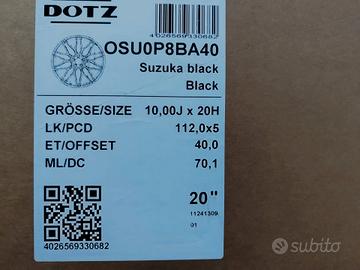 DOTZ
4026569330682
OSU0P8BA40
Suzuka black
Black
GRÖSSE/SIZE 10,00J x 20H
LK/PCD 112,0x5
ET/OFFSET 40,0
ML/DC 70,1
20"
11241309
01
4026569330682
subito